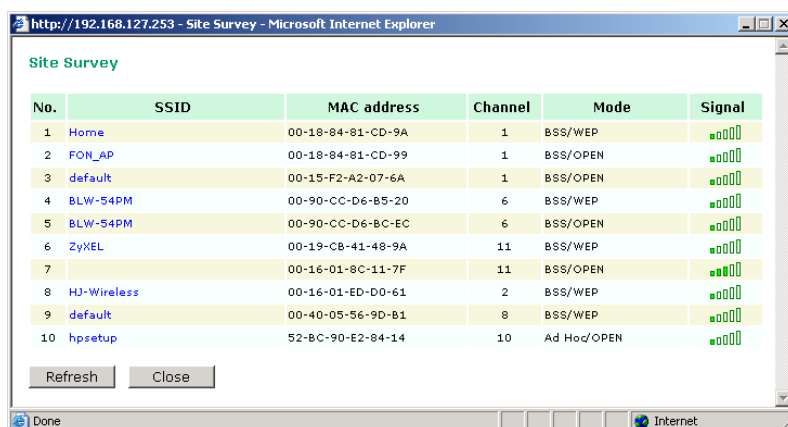 http://192.168.127.253 - Site Survey - Microsoft Internet Explorer
Site Survey
No. SSID MAC address Channel Mode Signal
1 Home 00-18-84-81-CD-9A 1 BSS/WEP
2 FON_AP 00-18-84-81-CD-99 1 BSS/OPEN
3 default 00-15-F2-A2-07-6A 1 BSS/OPEN
4 BLW-54PM 00-90-CC-D6-B5-20 6 BSS/WEP
5 BLW-54PM 00-90-CC-D6-BC-EC 6 BSS/OPEN
6 ZyXEL 00-19-CB-41-48-9A 11 BSS/WEP
7 00-16-01-8C-11-7F 11 BSS/OPEN
8 HJ-Wireless 00-16-01-ED-D0-61 2 BSS/WEP
9 default 00-40-05-56-9D-B1 8 BSS/WEP
10 hpsetup 52-BC-90-E2-84-14 10 Ad Hoc/OPEN
Refresh Close
Done Internet